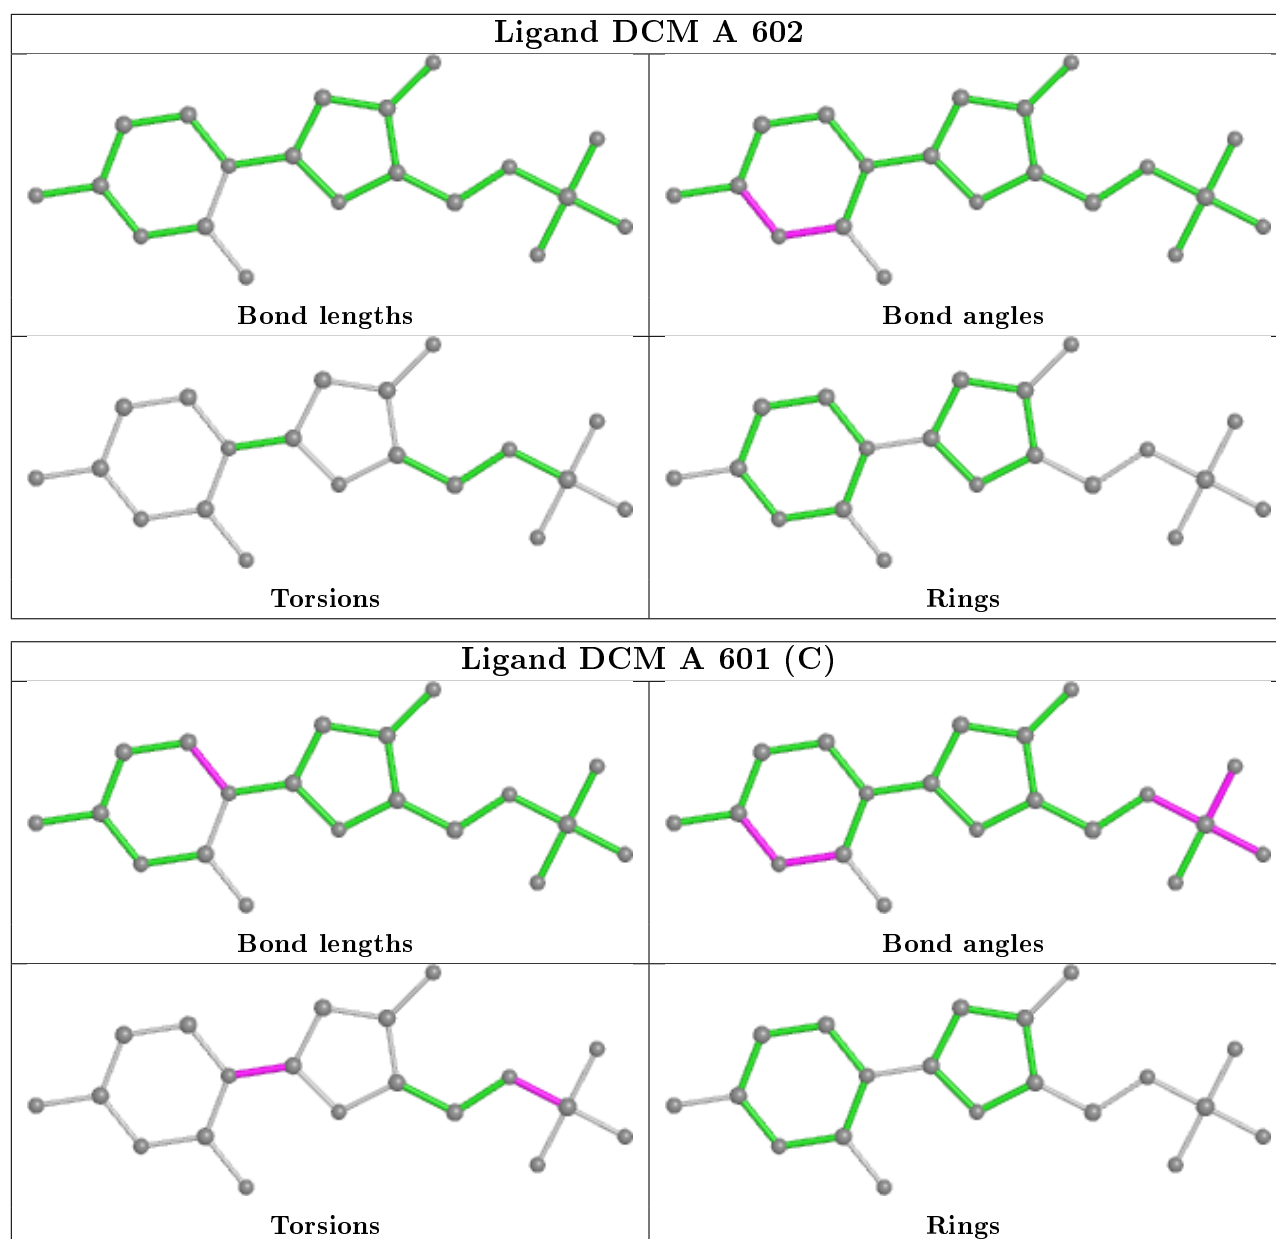 Ligand DCM A 602
Bond lengths
Bond angles
Torsions
Rings
Ligand DCM A 601 (C)
Bond lengths
Bond angles
Torsions
Rings